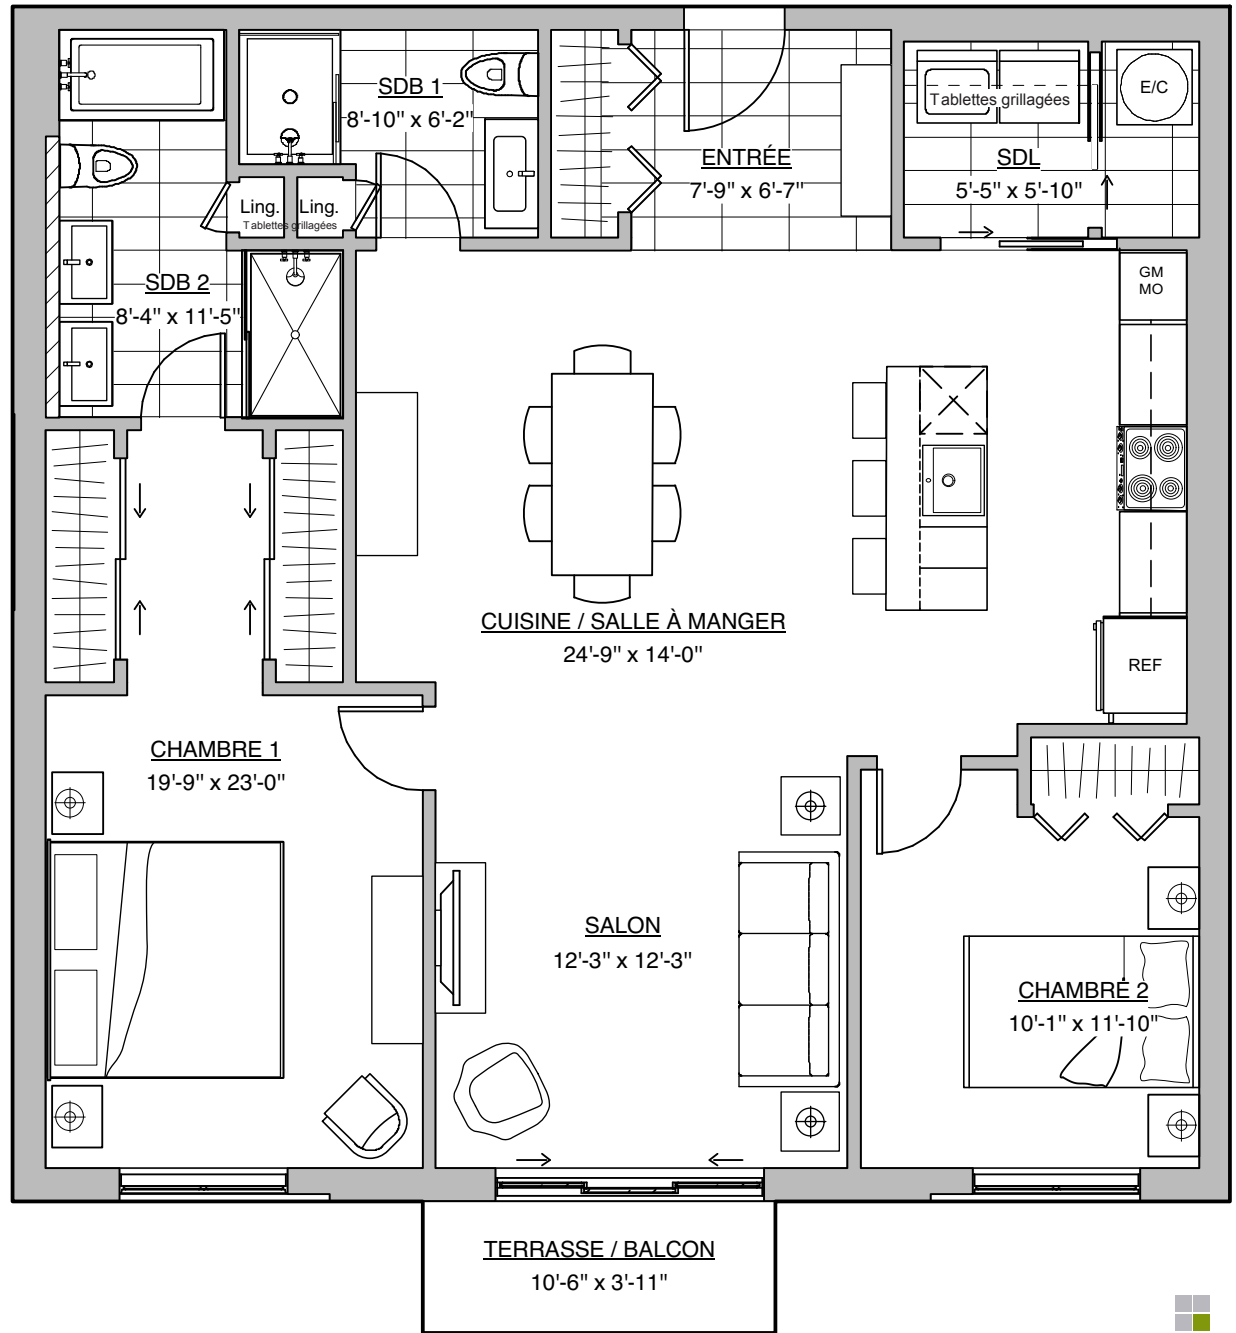 SDB 1
8'-10" x 6'-2"
ENTRÉE
7'-9" x 6'-7"
Tablettes grillagées
E/C
SDL
5'-5" x 5'-10"
Ling. Ling.
Tablettes grillagées
SDB 2
8'-4" x 11'-5"
GM
MO
CUISINE / SALLE À MANGER
24'-9" x 14'-0"
REF
CHAMBRE 1
19'-9" x 23'-0"
SALON
12'-3" x 12'-3"
CHAMBRE 2
10'-1" x 11'-10"
TERRASSE / BALCON
10'-6" x 3'-11"